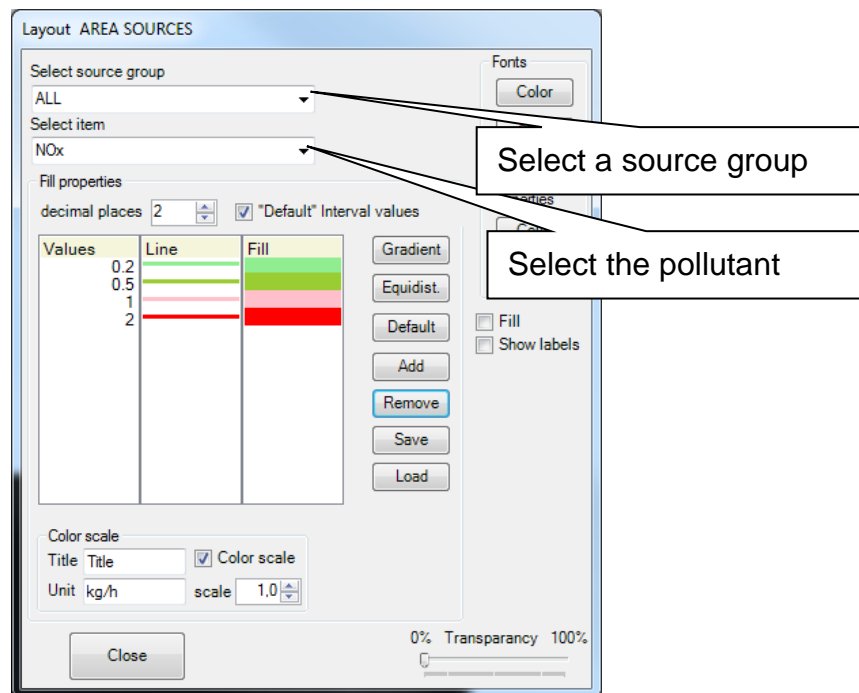 Layout AREA SOURCES
Select source group
ALL
Select item
NOx
Fonts
Color
Select a source group
Select the pollutant
Fill properties
decimal places 2 "Default" Interval values
Values Line Fill
0.2
0.5
1
2
Gradient
Equidist.
Default
Add
Remove
Save
Load
Fill
Show labels
Color scale
Title Title Color scale
Unit kg/h scale 1,0
Close
0% Transparancy 100%